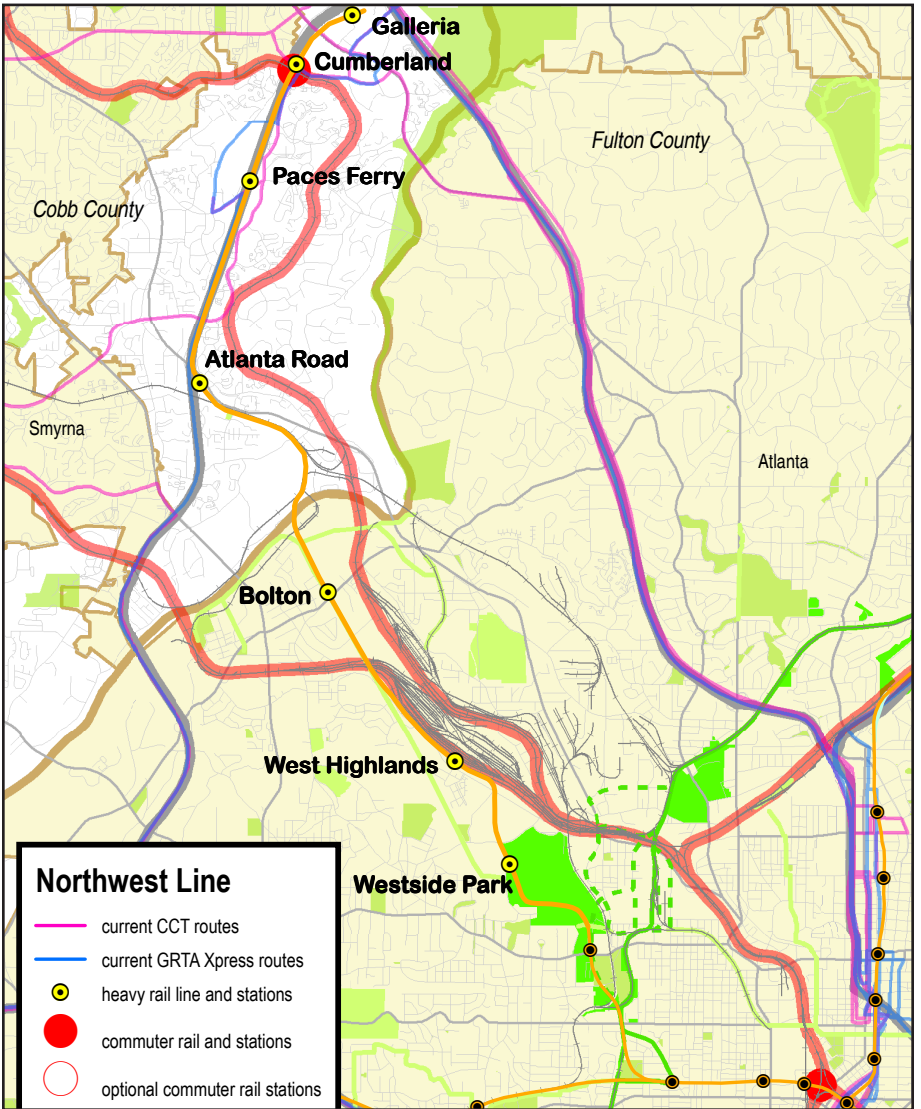 Galleria
Cumberland
Fulton County
Paces Ferry
Cobb County
Atlanta Road
Smyrna
Atlanta
Bolton
West Highlands
Westside Park
Northwest Line
current CCT routes
current GRTA Xpress routes
heavy rail line and stations
commuter rail and stations
optional commuter rail stations